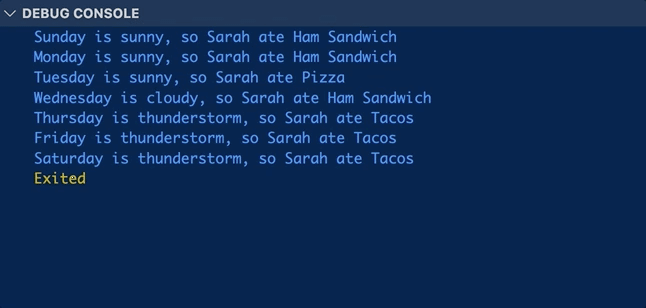 DEBUG CONSOLE
Sunday is sunny, so Sarah ate Ham Sandwich
Monday is sunny, so Sarah ate Ham Sandwich
Tuesday is sunny, so Sarah ate Pizza
Wednesday is cloudy, so Sarah ate Ham Sandwich
Thursday is thunderstorm, so Sarah ate Tacos
Friday is thunderstorm, so Sarah ate Tacos
Saturday is thunderstorm, so Sarah ate Tacos
Exited